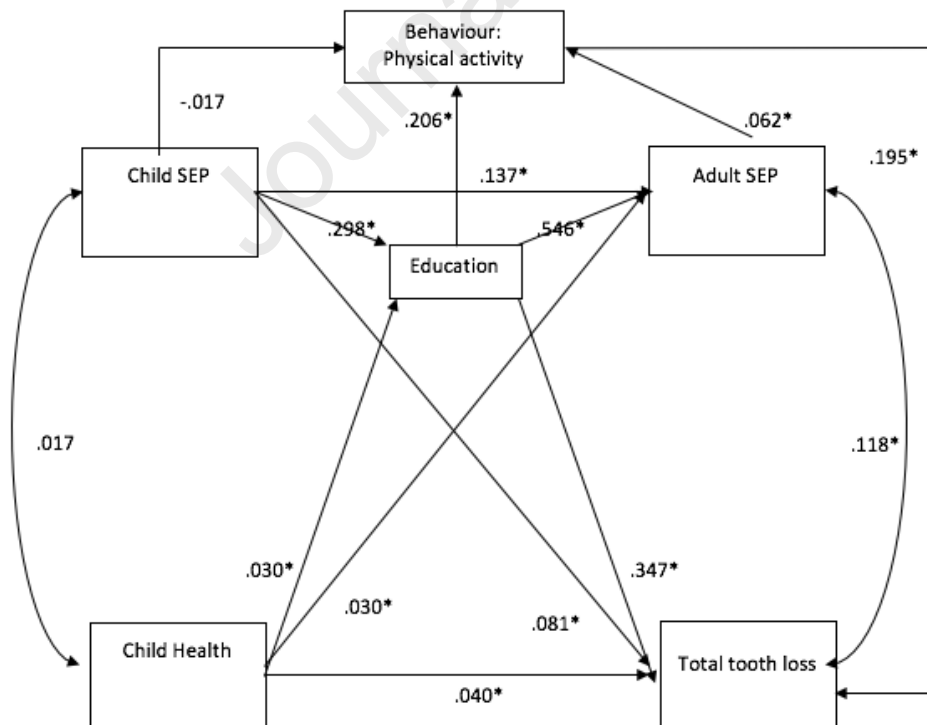 Journa
Behaviour:
Physical activity
-.017
.206*
.062*
Child SEP
.137*
Adult SEP
.195*
.298*
.546*
Education
.017
.118*
.030*
.030*
.081*
.347*
Child Health
Total tooth loss
.040*